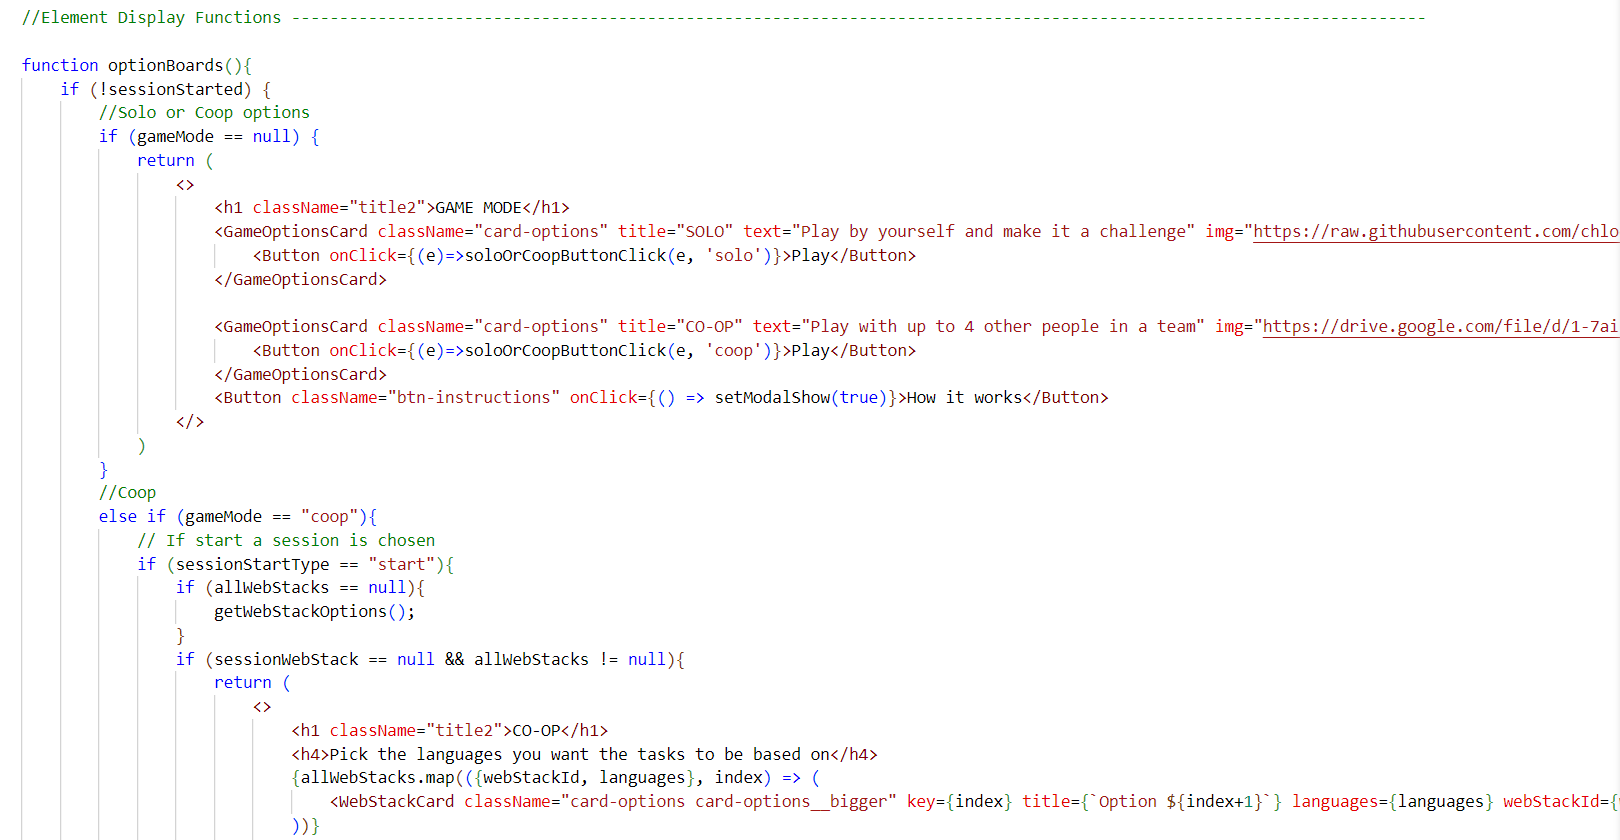 //Element Display Functions ----------------------------------------------------------------------------------------------------------------------
function optionBoards(){
    if (!sessionStarted) {
        //Solo or Coop options
        if (gameMode == null) {
            return (
                <>
                    <h1 className="title2">GAME MODE</h1>
                    <GameOptionsCard className="card-options" title="SOLO" text="Play by yourself and make it a challenge" img="https://raw.githubusercontent.com/chlo
                        <Button onClick={(e)=>soloOrCoopButtonClick(e, 'solo')}>Play</Button>
                    </GameOptionsCard>
                    <GameOptionsCard className="card-options" title="CO-OP" text="Play with up to 4 other people in a team" img="https://drive.google.com/file/d/1-7ai
                        <Button onClick={(e)=>soloOrCoopButtonClick(e, 'coop')}>Play</Button>
                    </GameOptionsCard>
                    <Button className="btn-instructions" onClick={() => setModalShow(true)}>How it works</Button>
                </>
            )
        }
        //Coop
        else if (gameMode == "coop"){
            // If start a session is chosen
            if (sessionStartType == "start"){
                if (allWebStacks == null){
                    getWebStackOptions();
                }
                if (sessionWebStack == null && allWebStacks != null){
                    return (
                        <>
                            <h1 className="title2">CO-OP</h1>
                            <h4>Pick the languages you want the tasks to be based on</h4>
                            {allWebStacks.map(({webStackId, languages}, index) => (
                                <WebStackCard className="card-options card-options__bigger" key={index} title={`Option ${index+1}`} languages={languages} webStackId={
                            ))}